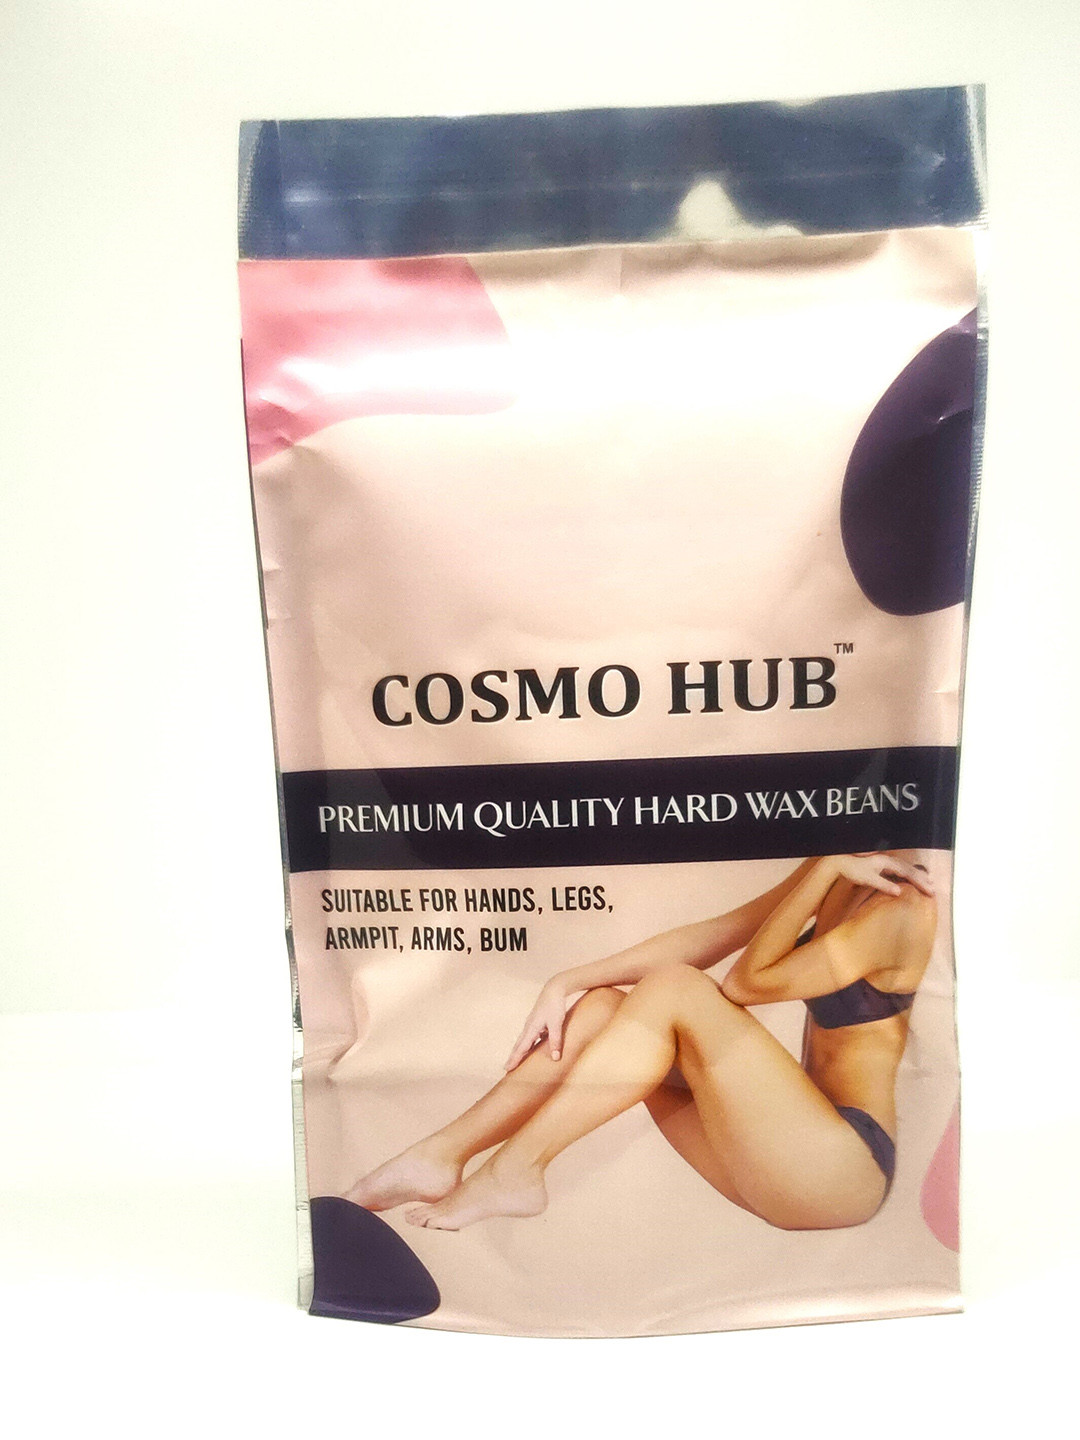 COSMO HUB™
PREMIUM QUALITY HARD WAX BEANS
SUITABLE FOR HANDS, LEGS,
ARMPIT, ARMS, BUM